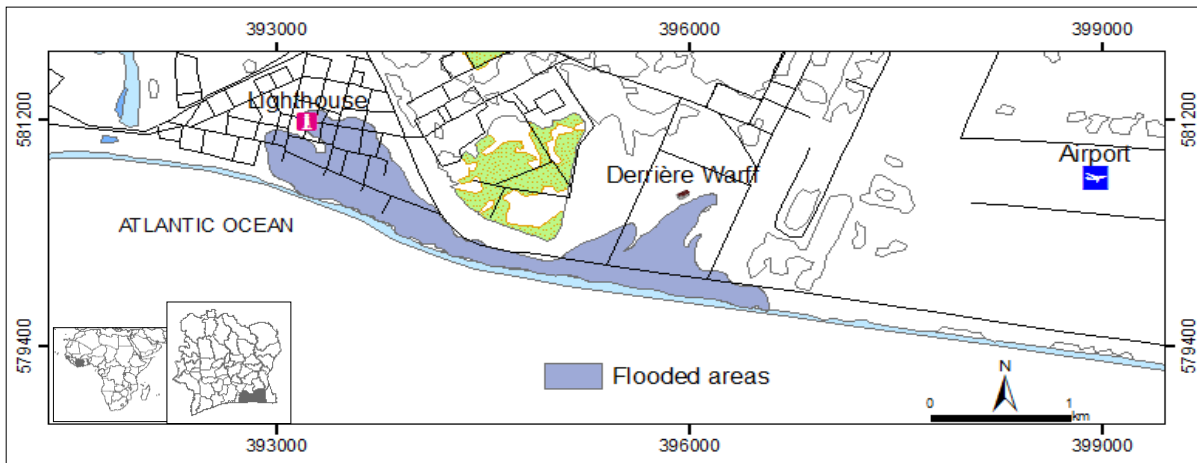 393000 396000 399000
581200 581200
Lighthouse
Airport
Derrière Warff
ATLANTIC OCEAN
579400 579400
Flooded areas
N
0 1
km
393000 396000 399000